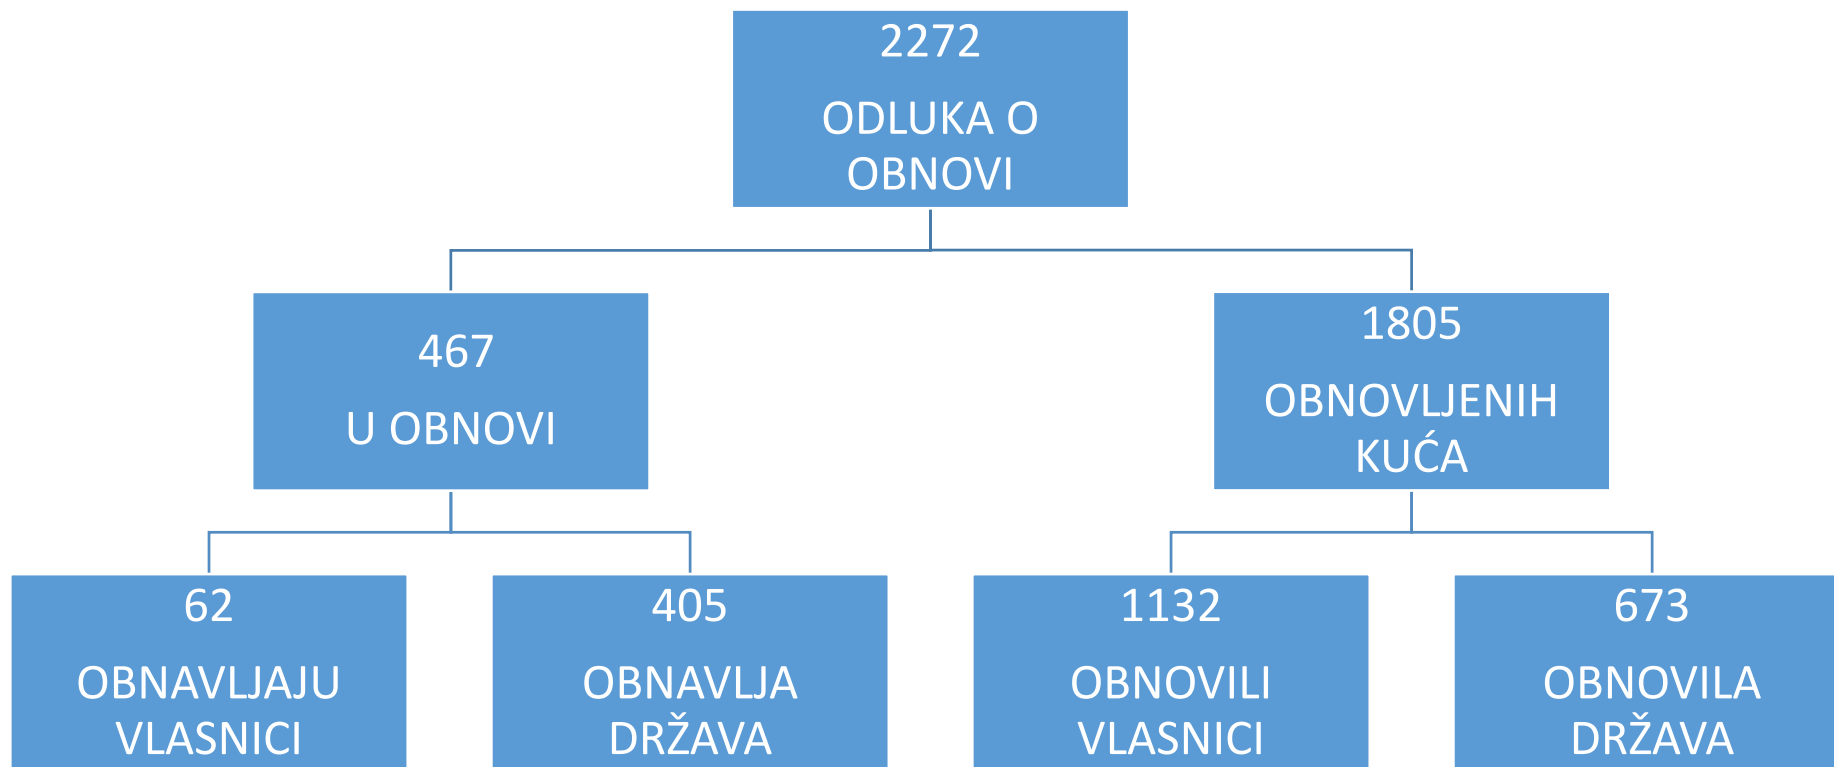 2272
ODLUKA O
OBNOVI
467
U OBNOVI
1805
OBNOVLJENIH
KUĆA
62
OBNAVLJAJU
VLASNICI
405
OBNAVLJA
DRŽAVA
1132
OBNOVILI
VLASNICI
673
OBNOVILA
DRŽAVA